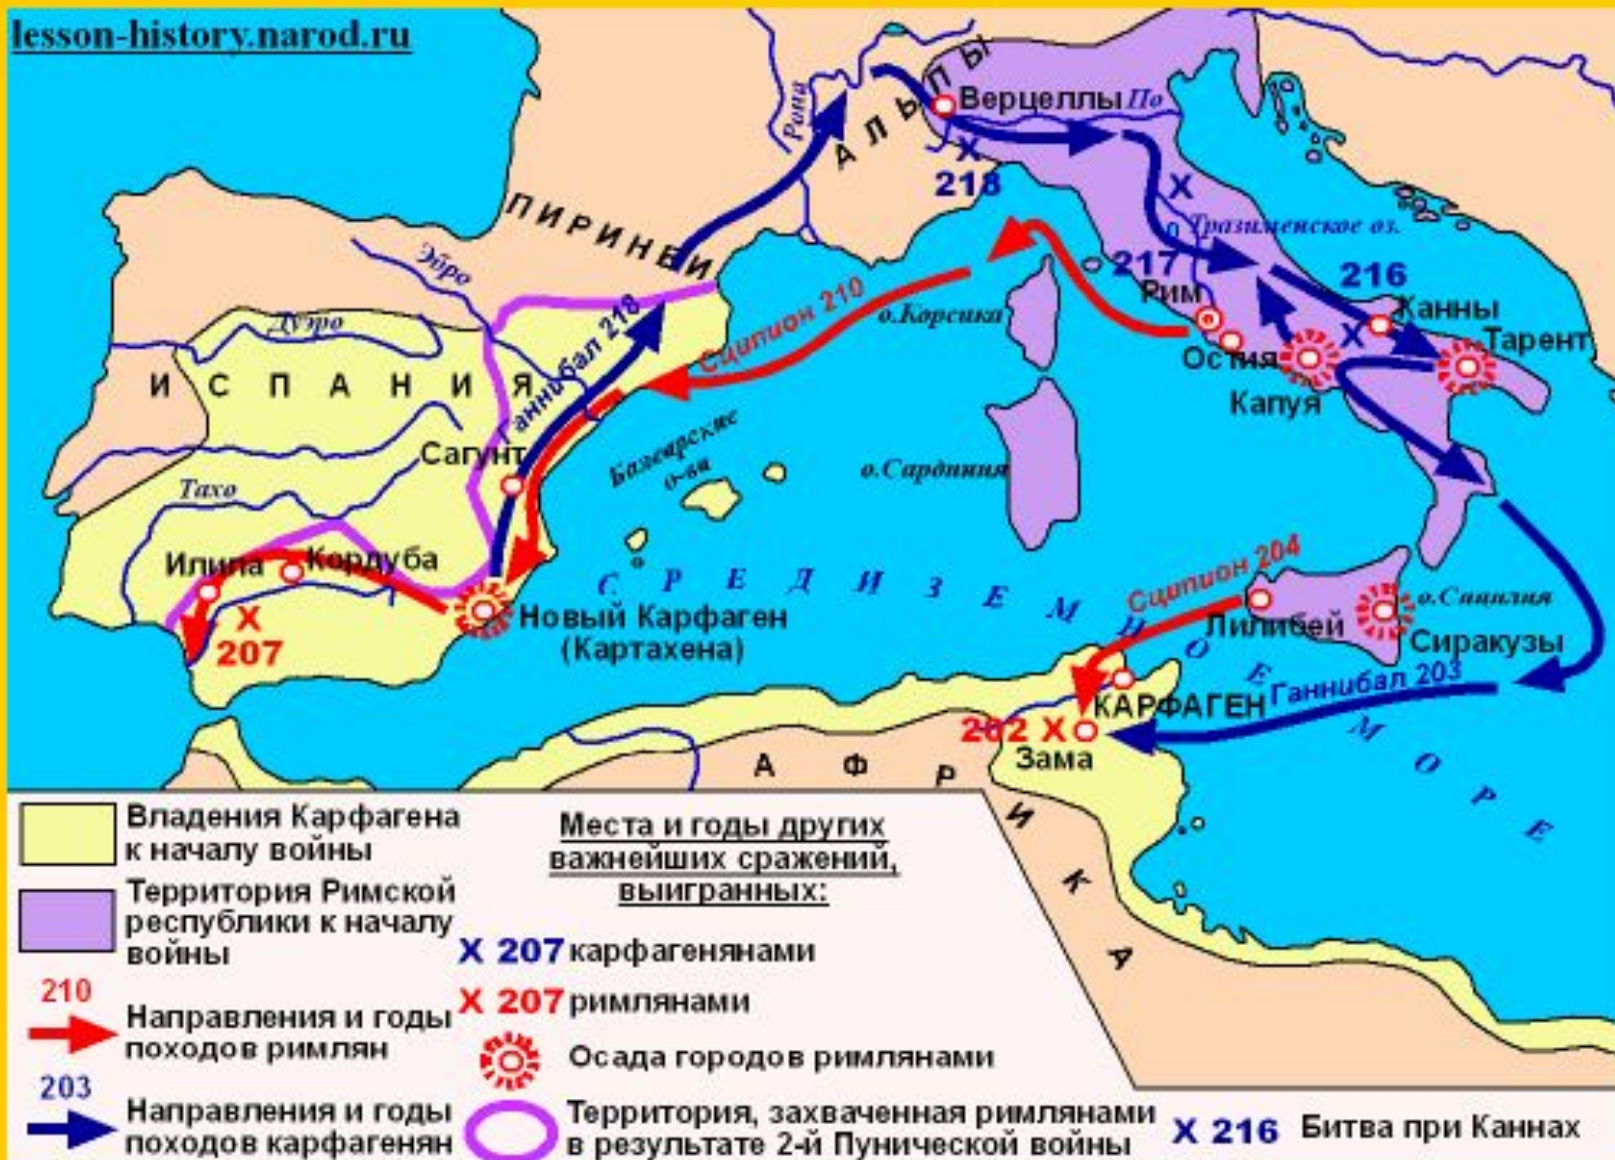 lesson-history.narod.ru
АЛЬПЫ
Рона
Верцеллы
По
X
218
ПИРИНЕИ
X
Тразименское оз.
217
216
Эбро
Рим
Канны
X
Тарент
Дуэро
Ганнибал 218
Сципион 210
о.Корсика
Остия
Капуя
ИСПАНИЯ
Сагунт
Балеарские
о-ва
о.Сардиния
Тахо
Илипа
Кордуба
X
207
Новый Карфаген
(Картахена)
СРЕДИЗЕМНОЕ МОРЕ
Сципион 204
Лилибей
о.Сицилия
Сиракузы
Ганнибал 203
КАРФАГЕН
202 X
Зама
АФРИКА
Владения Карфагена
к началу войны
Территория Римской
республики к началу
войны
210
Направления и годы
походов римлян
203
Направления и годы
походов карфагенян
Места и годы других
важнейших сражений,
выигранных:
X 207 карфагенянами
X 207 римлянами
Осада городов римлянами
Территория, захваченная римлянами
в результате 2-й Пунической войны
X 216 Битва при Каннах